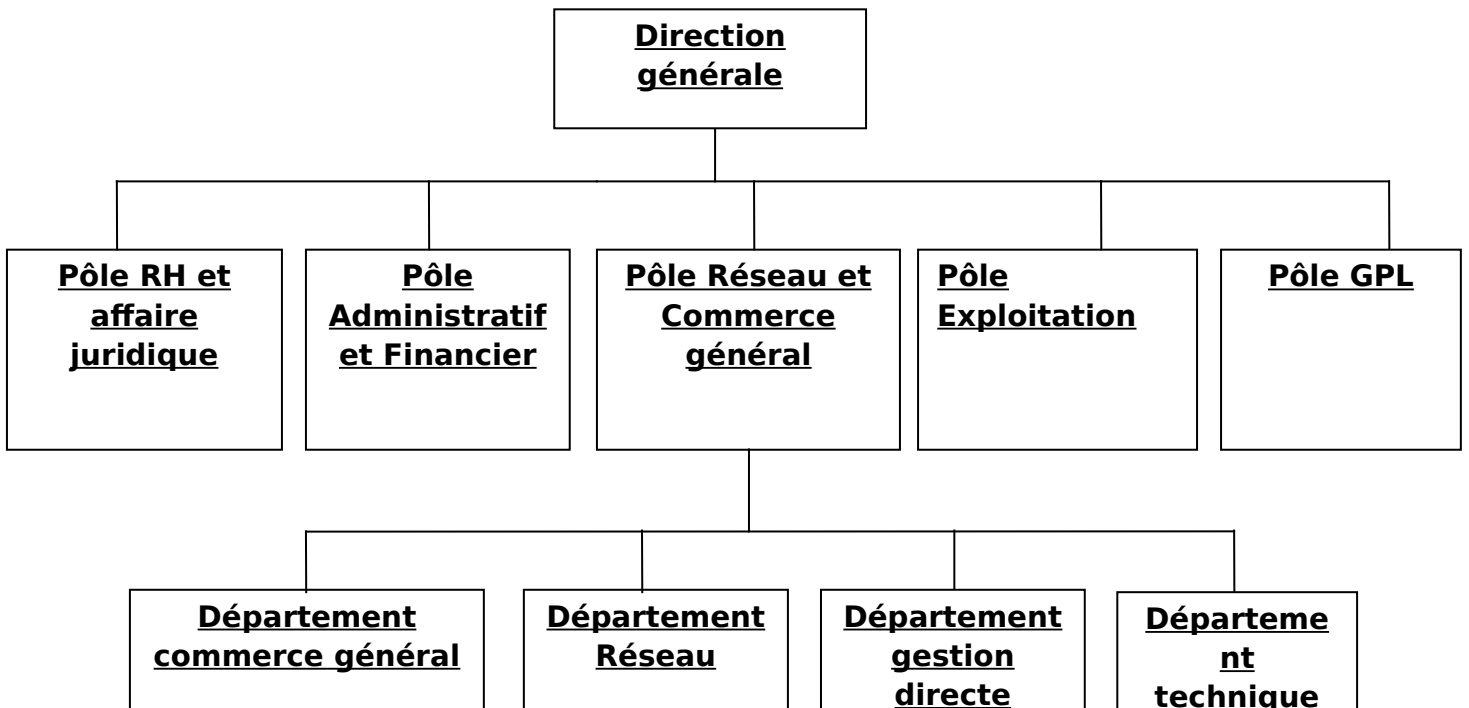 Direction
générale
Pôle RH et
affaire
juridique
Pôle
Administratif
et Financier
Pôle Réseau et
Commerce
général
Pôle
Exploitation
Pôle GPL
Département
commerce général
Département
Réseau
Département
gestion
directe
Départeme
nt
technique